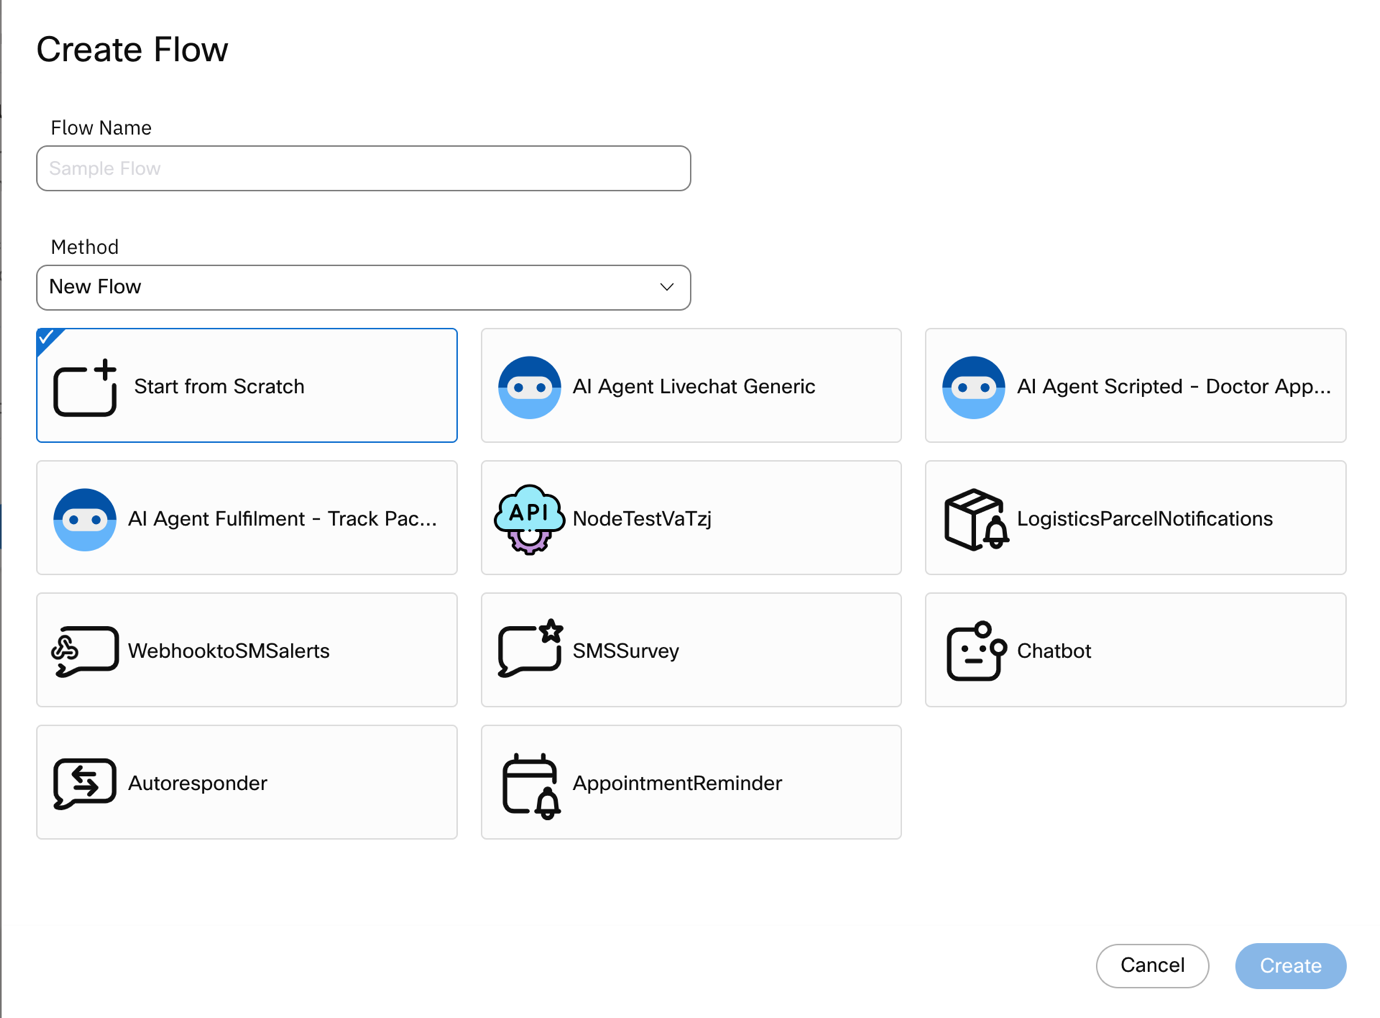 Create Flow
Flow Name
Sample Flow
Method
New Flow
Start from Scratch
AI Agent Livechat Generic
AI Agent Scripted - Doctor App...
AI Agent Fulfilment - Track Pac...
API
NodeTestVaTzj
LogisticsParcelNotifications
WebhooktoSMSalerts
SMSSurvey
Chatbot
Autoresponder
AppointmentReminder
Cancel
Create